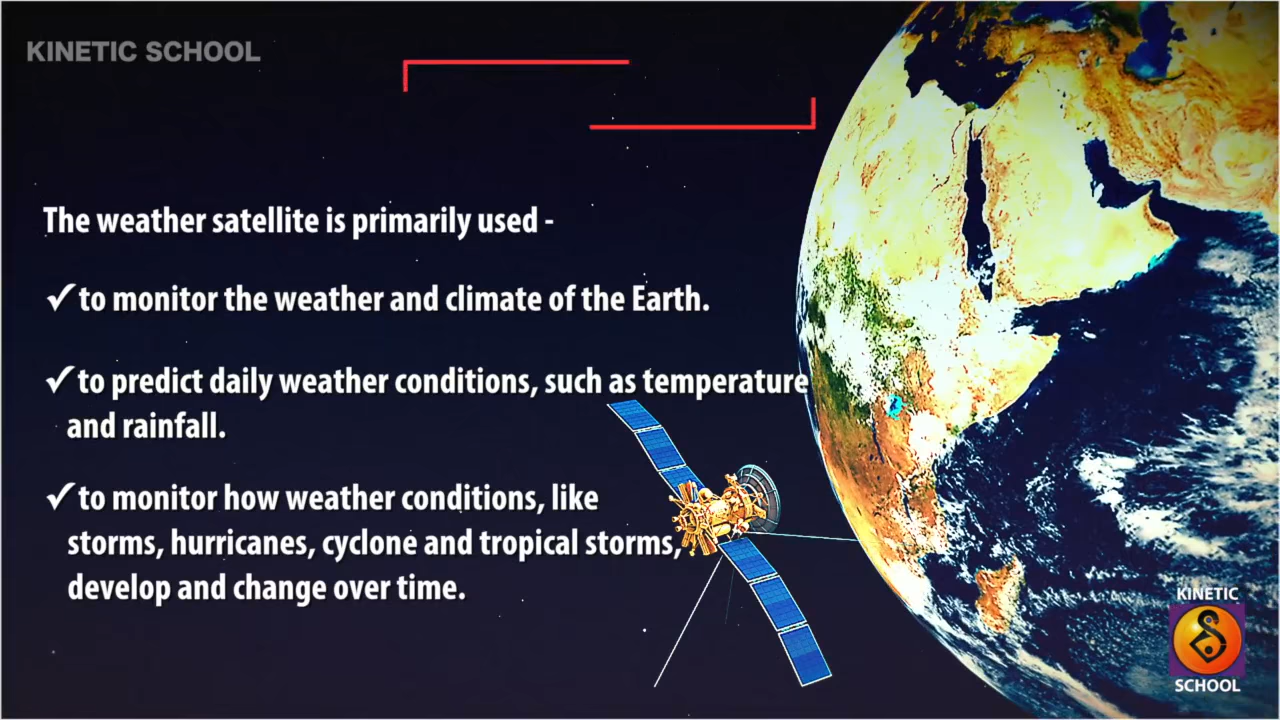 KINETIC SCHOOL
The weather satellite is primarily used -
✓to monitor the weather and climate of the Earth.
✓to predict daily weather conditions, such as temperature
and rainfall.
✓to monitor how weather conditions, like
storms, hurricanes, cyclone and tropical storms,
develop and change over time.
KINETIC
SCHOOL